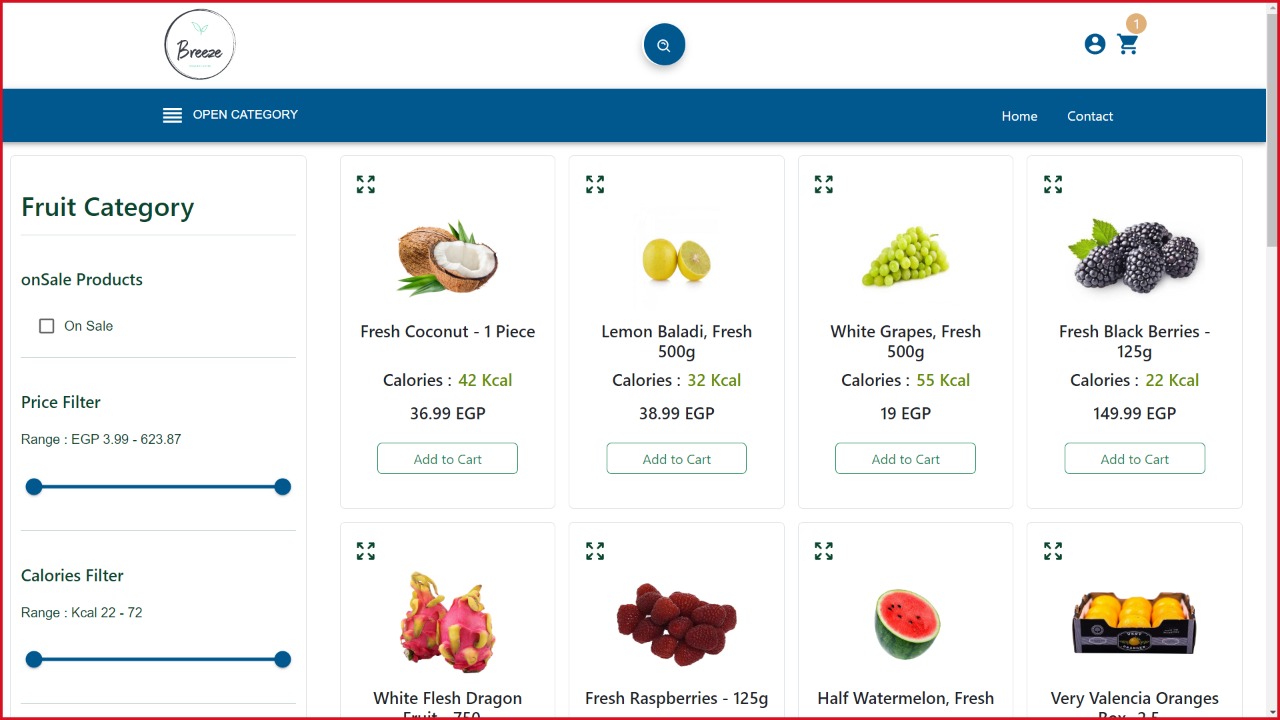 Breeze
1
OPEN CATEGORY
Home
Contact
Fruit Category
onSale Products
On Sale
Price Filter
Range : EGP 3.99 - 623.87
Calories Filter
Range : Kcal 22 - 72
Fresh Coconut - 1 Piece
Calories : 42 Kcal
36.99 EGP
Add to Cart
Lemon Baladi, Fresh
500g
Calories : 32 Kcal
38.99 EGP
Add to Cart
White Grapes, Fresh
500g
Calories : 55 Kcal
19 EGP
Add to Cart
Fresh Black Berries -
125g
Calories : 22 Kcal
149.99 EGP
Add to Cart
White Flesh Dragon
Fruit - 750
Fresh Raspberries - 125g
Half Watermelon, Fresh
Very Valencia Oranges
Box -2.5